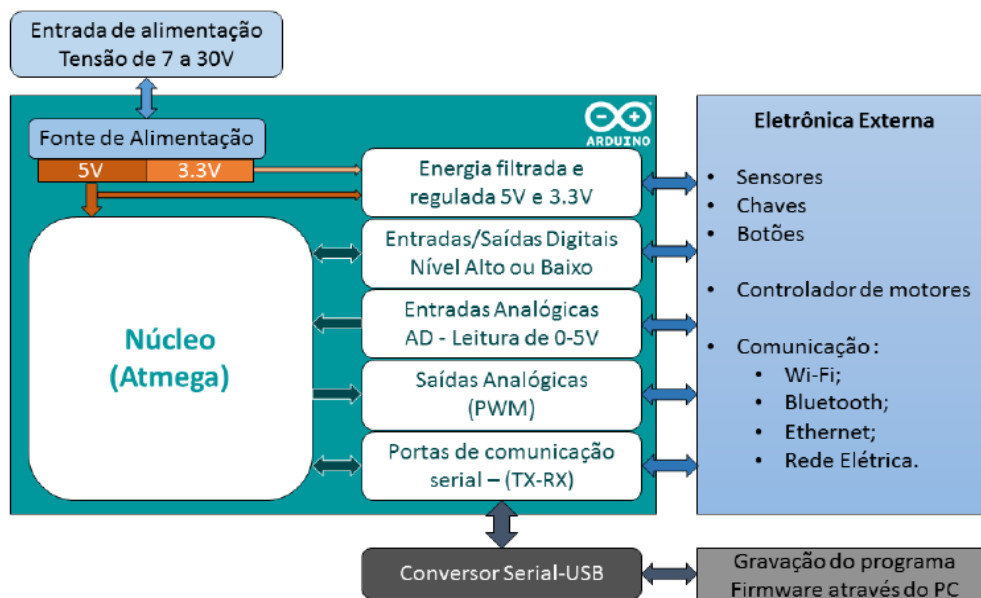 Entrada de alimentação
Tensão de 7 a 30V
Fonte de Alimentação
5V
3.3V
ARDUINO
Energia filtrada e
regulada 5V e 3.3V
Entradas/Saídas Digitais
Nível Alto ou Baixo
Entradas Analógicas
AD - Leitura de 0-5V
Saídas Analógicas
(PWM)
Portas de comunicação
serial – (TX-RX)
Núcleo
(Atmega)
Eletrônica Externa
• Sensores
• Chaves
• Botões
• Controlador de motores
• Comunicação :
• Wi-Fi;
• Bluetooth;
• Ethernet;
• Rede Elétrica.
Conversor Serial-USB
Gravação do programa
Firmware através do PC